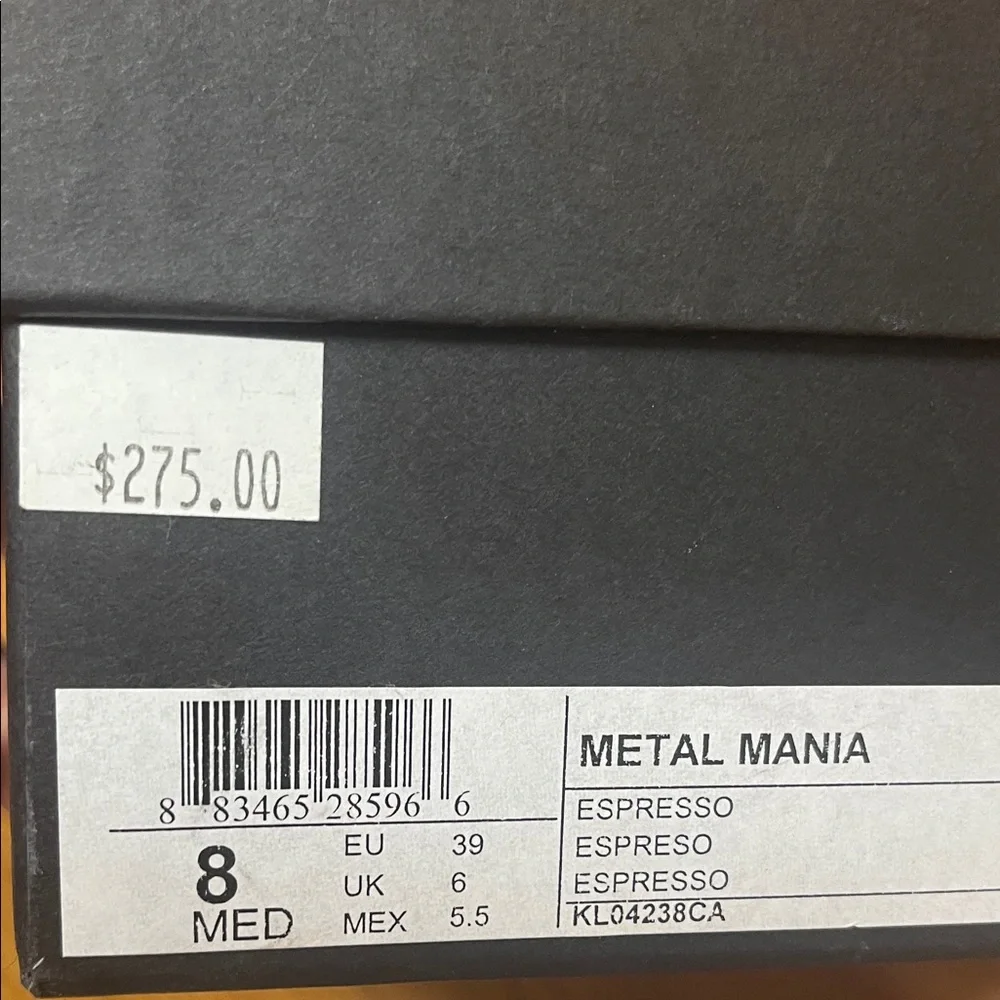 $275.00
8 83465 28596 6
8
MED
EU 39
UK 6
MEX 5.5
METAL MANIA
ESPRESSO
ESPRESO
ESPRESSO
KL04238CA